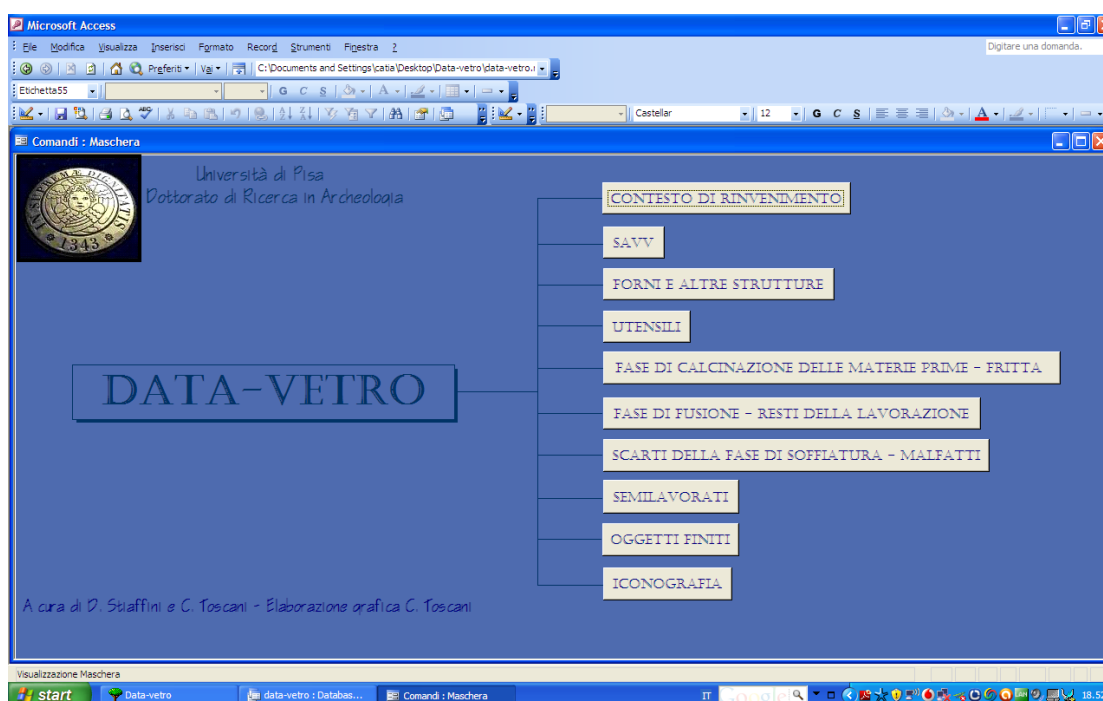 Microsoft Access
File Modifica Visualizza Inserisci Formato Record Strumenti Finestra ? Digitare una domanda.
Preferiti Vai C:\Documents and Settings\catia\Desktop\Data-vetro\data-vetro.
Etichetta55 G C S A
Castellar 12 G C S A
Comandi : Maschera
IN SUPREMÆ DIGNITATIS
1343
Università di Pisa
Dottorato di Ricerca in Archeologia
CONTESTO DI RINVENIMENTO
SAVV
FORNI E ALTRE STRUTTURE
UTENSILI
FASE DI CALCINAZIONE DELLE MATERIE PRIME - FRITTA
DATA-VETRO
FASE DI FUSIONE - RESTI DELLA LAVORAZIONE
SCARTI DELLA FASE DI SOFFIATURA - MALFATTI
SEMILAVORATI
OGGETTI FINITI
ICONOGRAFIA
A cura di D. Stiaffini e C. Toscani - Elaborazione grafica C. Toscani
Visualizzazione Maschera
start Data-vetro data-vetro : Databas... Comandi : Maschera IT Google 18.52